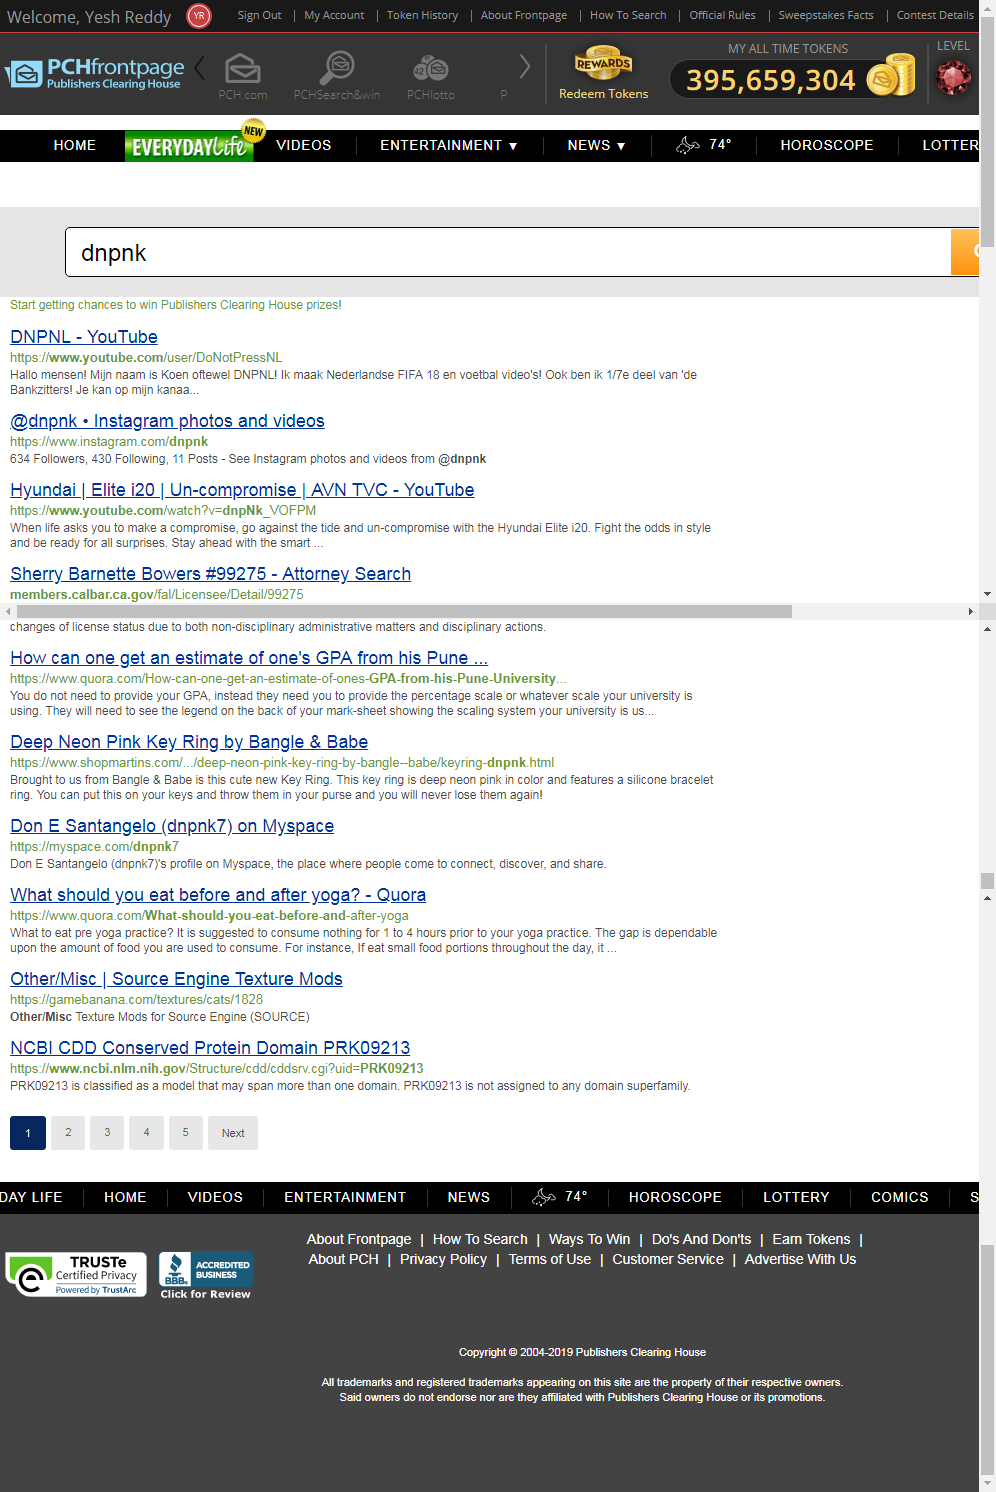 Welcome, Yesh Reddy YR Sign Out | My Account | Token History | About Frontpage | How To Search | Official Rules | Sweepstakes Facts | Contest Details
PCHfrontpage
Publishers Clearing House
PCH.com PCHSearch&win 42 PCHlotto P
REWARDS
Redeem Tokens
MY ALL TIME TOKENS
395,659,304
LEVEL
HOME EVERYDAY Life NEW VIDEOS ENTERTAINMENT ▼ NEWS ▼ 74° HOROSCOPE LOTTER
dnpnk
Start getting chances to win Publishers Clearing House prizes!
DNPNL - YouTube
https://www.youtube.com/user/DoNotPressNL
Hallo mensen! Mijn naam is Koen oftewel DNPNL! Ik maak Nederlandse FIFA 18 en voetbal video's! Ook ben ik 1/7e deel van 'de
Bankzitters! Je kan op mijn kanaa...
@dnpnk • Instagram photos and videos
https://www.instagram.com/dnpnk
634 Followers, 430 Following, 11 Posts - See Instagram photos and videos from @dnpnk
Hyundai | Elite i20 | Un-compromise | AVN TVC - YouTube
https://www.youtube.com/watch?v=dnpNk_VOFPM
When life asks you to make a compromise, go against the tide and un-compromise with the Hyundai Elite i20. Fight the odds in style
and be ready for all surprises. Stay ahead with the smart ...
Sherry Barnette Bowers #99275 - Attorney Search
members.calbar.ca.gov/fal/Licensee/Detail/99275
changes of license status due to both non-disciplinary administrative matters and disciplinary actions.
How can one get an estimate of one's GPA from his Pune ...
https://www.quora.com/How-can-one-get-an-estimate-of-ones-GPA-from-his-Pune-University...
You do not need to provide your GPA, instead they need you to provide the percentage scale or whatever scale your university is
using. They will need to see the legend on the back of your mark-sheet showing the scaling system your university is us...
Deep Neon Pink Key Ring by Bangle & Babe
https://www.shopmartins.com/.../deep-neon-pink-key-ring-by-bangle--babe/keyring-dnpnk.html
Brought to us from Bangle & Babe is this cute new Key Ring. This key ring is deep neon pink in color and features a silicone bracelet
ring. You can put this on your keys and throw them in your purse and you will never lose them again!
Don E Santangelo (dnpnk7) on Myspace
https://myspace.com/dnpnk7
Don E Santangelo (dnpnk7)'s profile on Myspace, the place where people come to connect, discover, and share.
What should you eat before and after yoga? - Quora
https://www.quora.com/What-should-you-eat-before-and-after-yoga
What to eat pre yoga practice? It is suggested to consume nothing for 1 to 4 hours prior to your yoga practice. The gap is dependable
upon the amount of food you are used to consume. For instance, If eat small food portions throughout the day, it ...
Other/Misc | Source Engine Texture Mods
https://gamebanana.com/textures/cats/1828
Other/Misc Texture Mods for Source Engine (SOURCE)
NCBI CDD Conserved Protein Domain PRK09213
https://www.ncbi.nlm.nih.gov/Structure/cdd/cddsrv.cgi?uid=PRK09213
PRK09213 is classified as a model that may span more than one domain. PRK09213 is not assigned to any domain superfamily.
1 2 3 4 5 Next
DAY LIFE HOME VIDEOS ENTERTAINMENT NEWS 74° HOROSCOPE LOTTERY COMICS S
About Frontpage | How To Search | Ways To Win | Do's And Don'ts | Earn Tokens |
About PCH | Privacy Policy | Terms of Use | Customer Service | Advertise With Us
TRUSTe
Certified Privacy
Powered by TrustArc
BBB
ACCREDITED
BUSINESS
Click for Review
Copyright © 2004-2019 Publishers Clearing House
All trademarks and registered trademarks appearing on this site are the property of their respective owners.
Said owners do not endorse nor are they affiliated with Publishers Clearing House or its promotions.